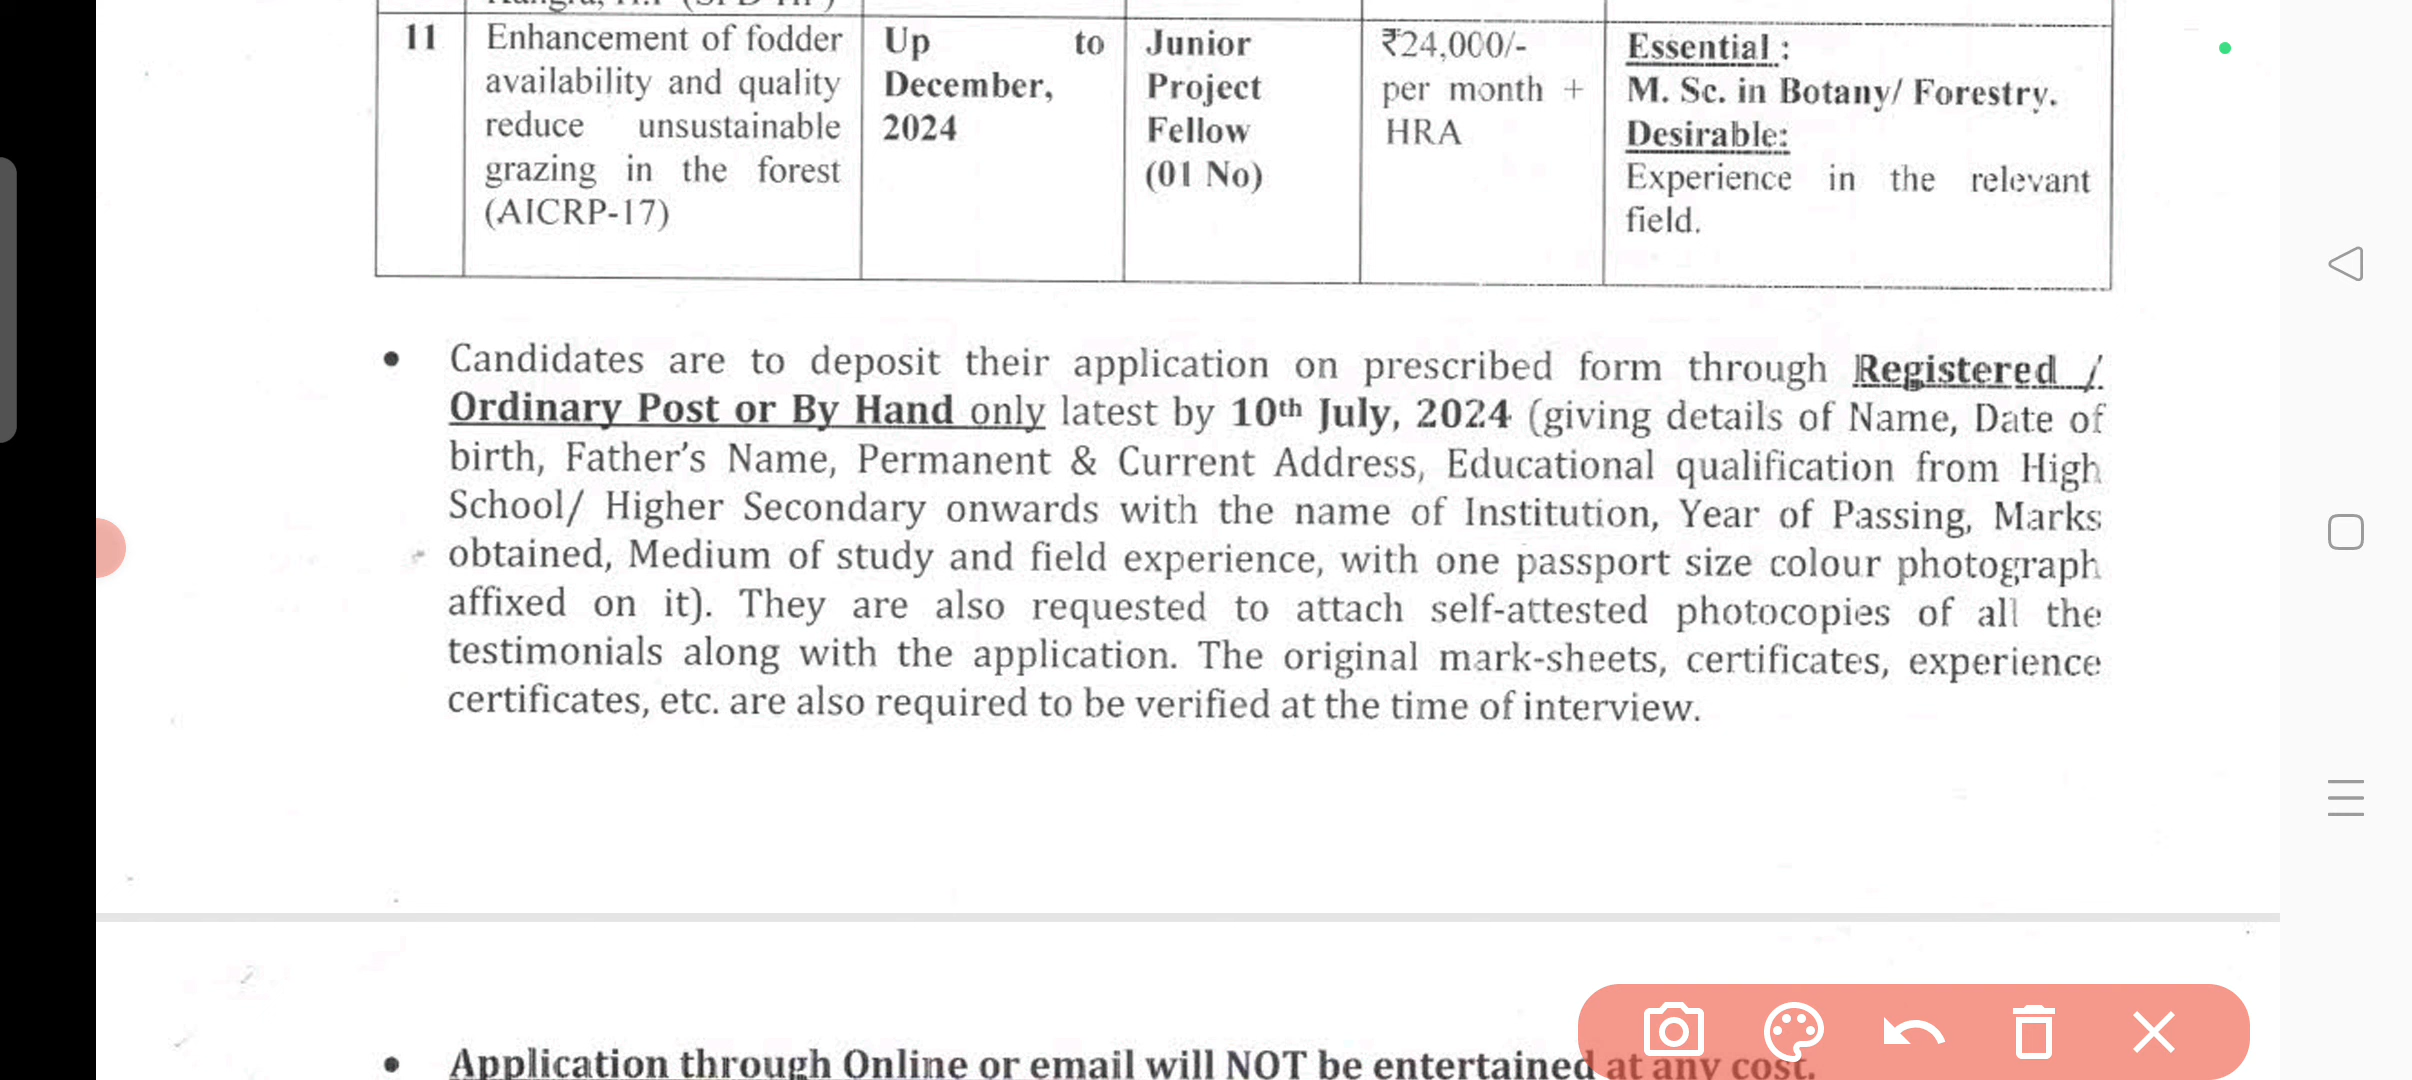 11
Enhancement of fodder
availability and quality
reduce unsustainable
grazing in the forest
(AICRP-17)
Up to
December,
2024
Junior
Project
Fellow
(01 No)
₹24,000/-
per month +
HRA
Essential :
M. Sc. in Botany/ Forestry.
Desirable:
Experience in the relevant
field.
• Candidates are to deposit their application on prescribed form through Registered /
Ordinary Post or By Hand only latest by 10th July, 2024 (giving details of Name, Date of
birth, Father's Name, Permanent & Current Address, Educational qualification from High
School/ Higher Secondary onwards with the name of Institution, Year of Passing, Marks
obtained, Medium of study and field experience, with one passport size colour photograph
affixed on it). They are also requested to attach self-attested photocopies of all the
testimonials along with the application. The original mark-sheets, certificates, experience
certificates, etc. are also required to be verified at the time of interview.
• Application through Online or email will NOT be entertained at any cost.